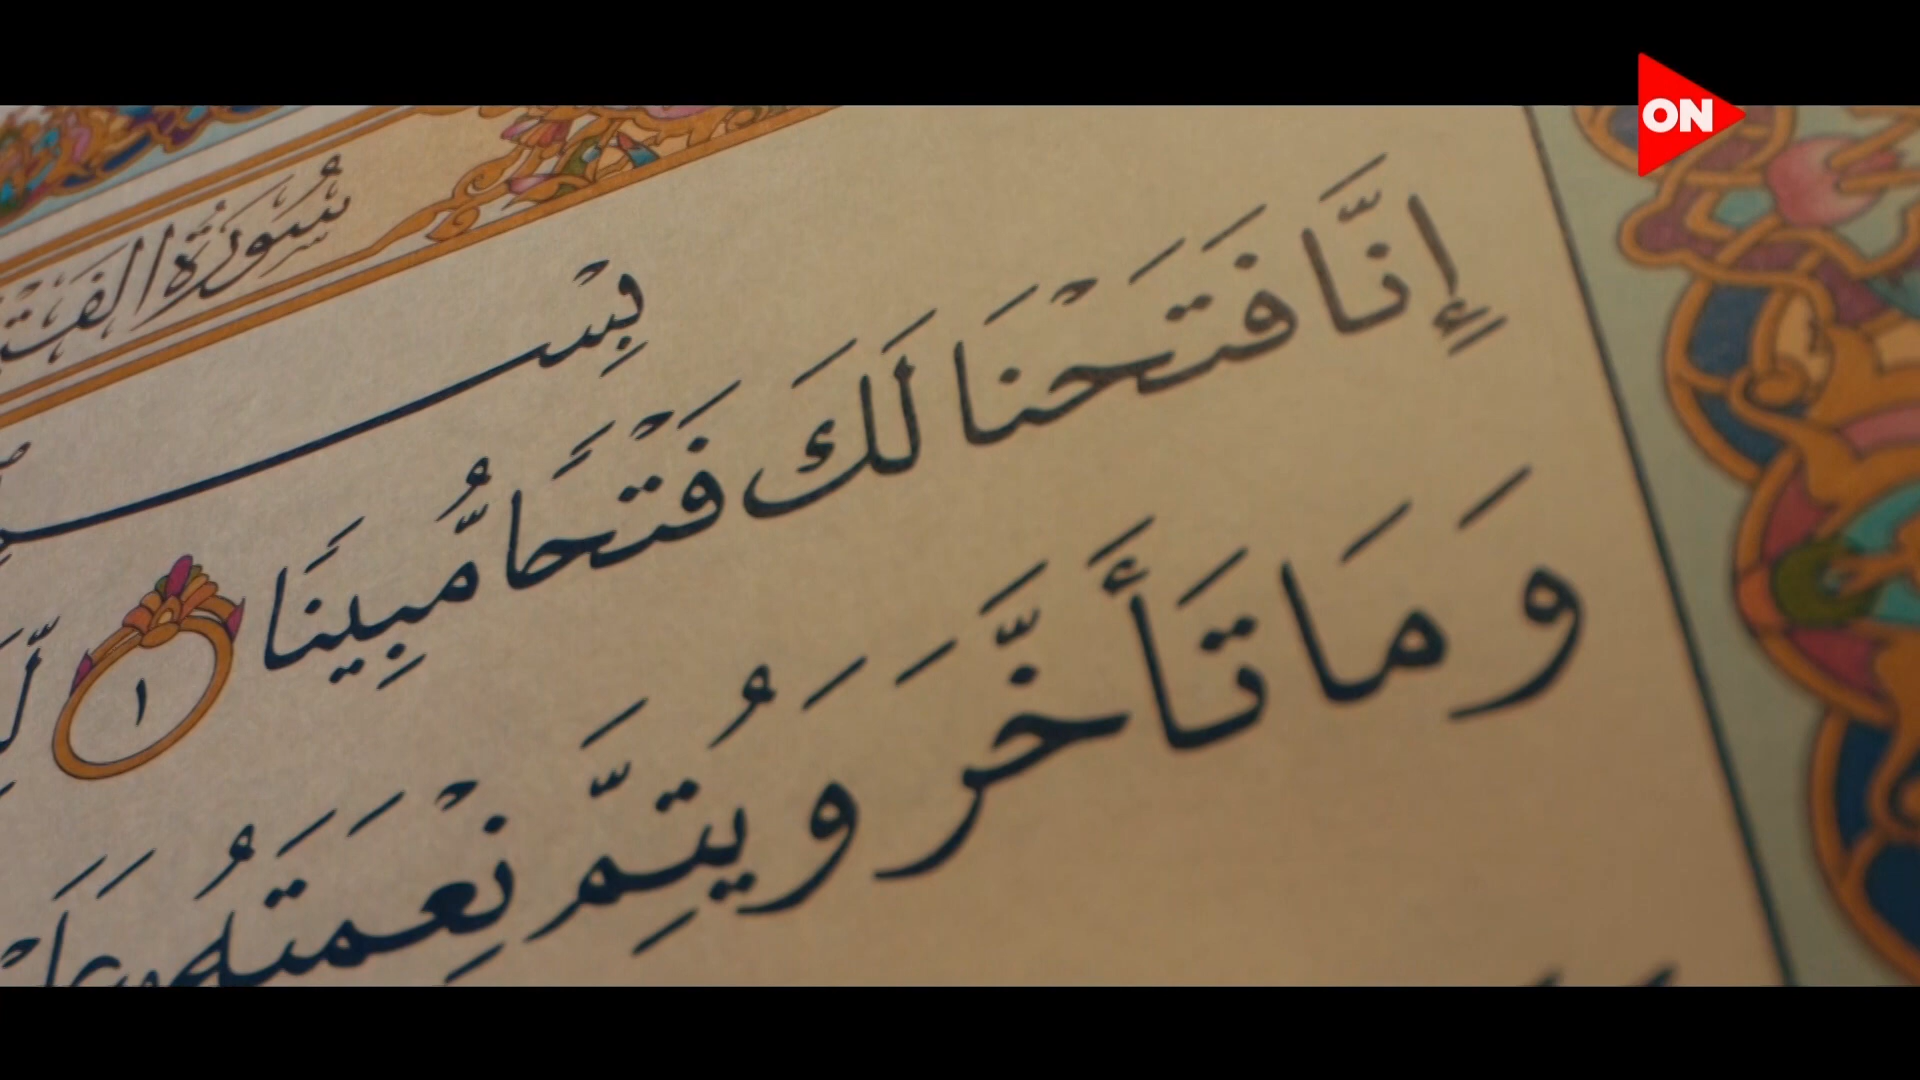 ON
سُورَةُ الفَتْ
بِسْمِ
إِنَّا فَتَحْنَا لَكَ فَتْحًا مُّبِينًا ١
وَمَا تَأَخَّرَ وَيُتِمَّ نِعْمَتَهُ